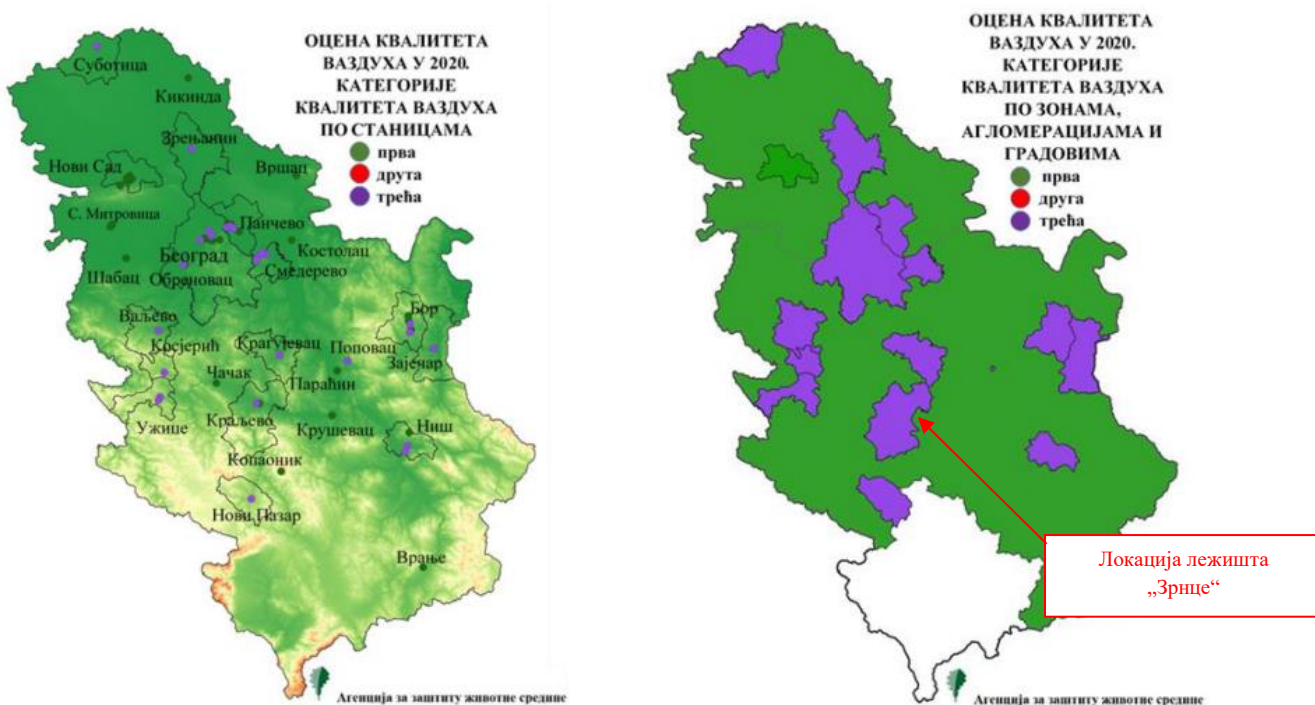 ОЦЕНА КВАЛИТЕТА
ВАЗДУХА У 2020.
КАТЕГОРИЈЕ
КВАЛИТЕТА ВАЗДУХА
ПО СТАНИЦАМА
прва
друга
трећа
Суботица
Кикинда
Зрењанин
Нови Сад
Вршац
С. Митровица
Панчево
Београд
Костолац
Шабац
Обреновац
Смедерево
Ваљево
Бор
Косјерић
Крагујевац
Поповац
Зајечар
Чачак
Параћин
Ужице
Краљево
Крушевац
Ниш
Копаоник
Нови Пазар
Врање
Агенција за заштиту животне средине
ОЦЕНА КВАЛИТЕТА
ВАЗДУХА У 2020.
КАТЕГОРИЈЕ
КВАЛИТЕТА ВАЗДУХА
ПО ЗОНАМА,
АГЛОМЕРАЦИЈАМА И
ГРАДОВИМА
прва
друга
трећа
Локација лежишта
„Зрнце“
Агенција за заштиту животне средине